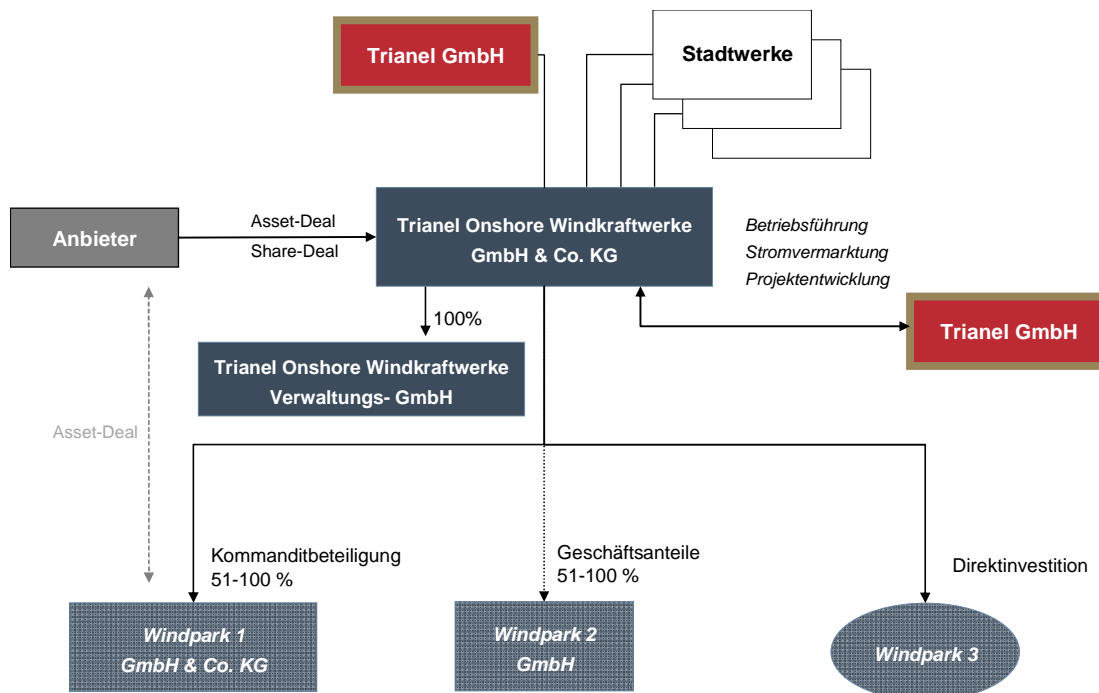 Trianel GmbH
Stadtwerke
Anbieter
Asset-Deal
Share-Deal
Trianel Onshore Windkraftwerke
GmbH & Co. KG
Betriebsführung
Stromvermarktung
Projektentwicklung
100%
Trianel GmbH
Trianel Onshore Windkraftwerke
Verwaltungs- GmbH
Asset-Deal
Kommanditbeteiligung
51-100 %
Geschäftsanteile
51-100 %
Direktinvestition
Windpark 1
GmbH & Co. KG
Windpark 2
GmbH
Windpark 3